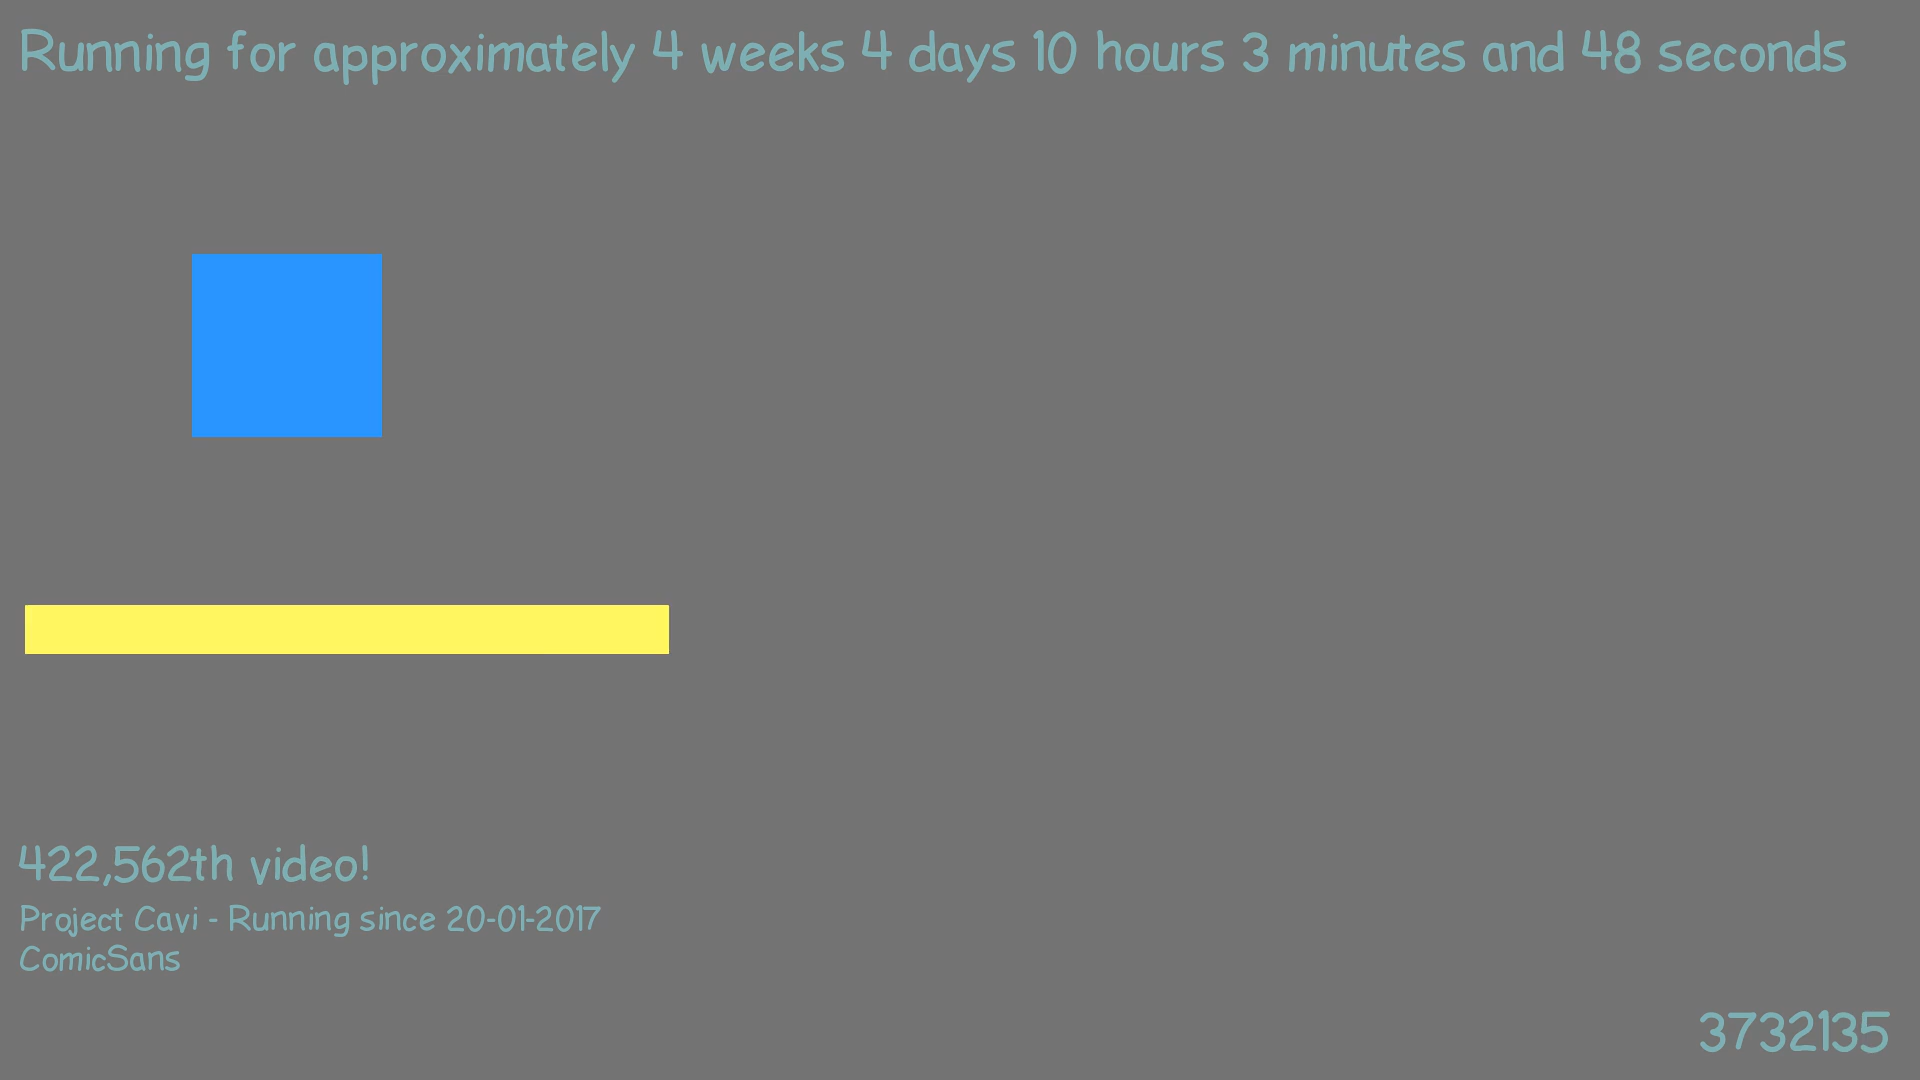 Running for approximately 4 weeks 4 days 10 hours 3 minutes and 48 seconds
422,562th video!
Project Cavi - Running since 20-01-2017
ComicSans
3732135